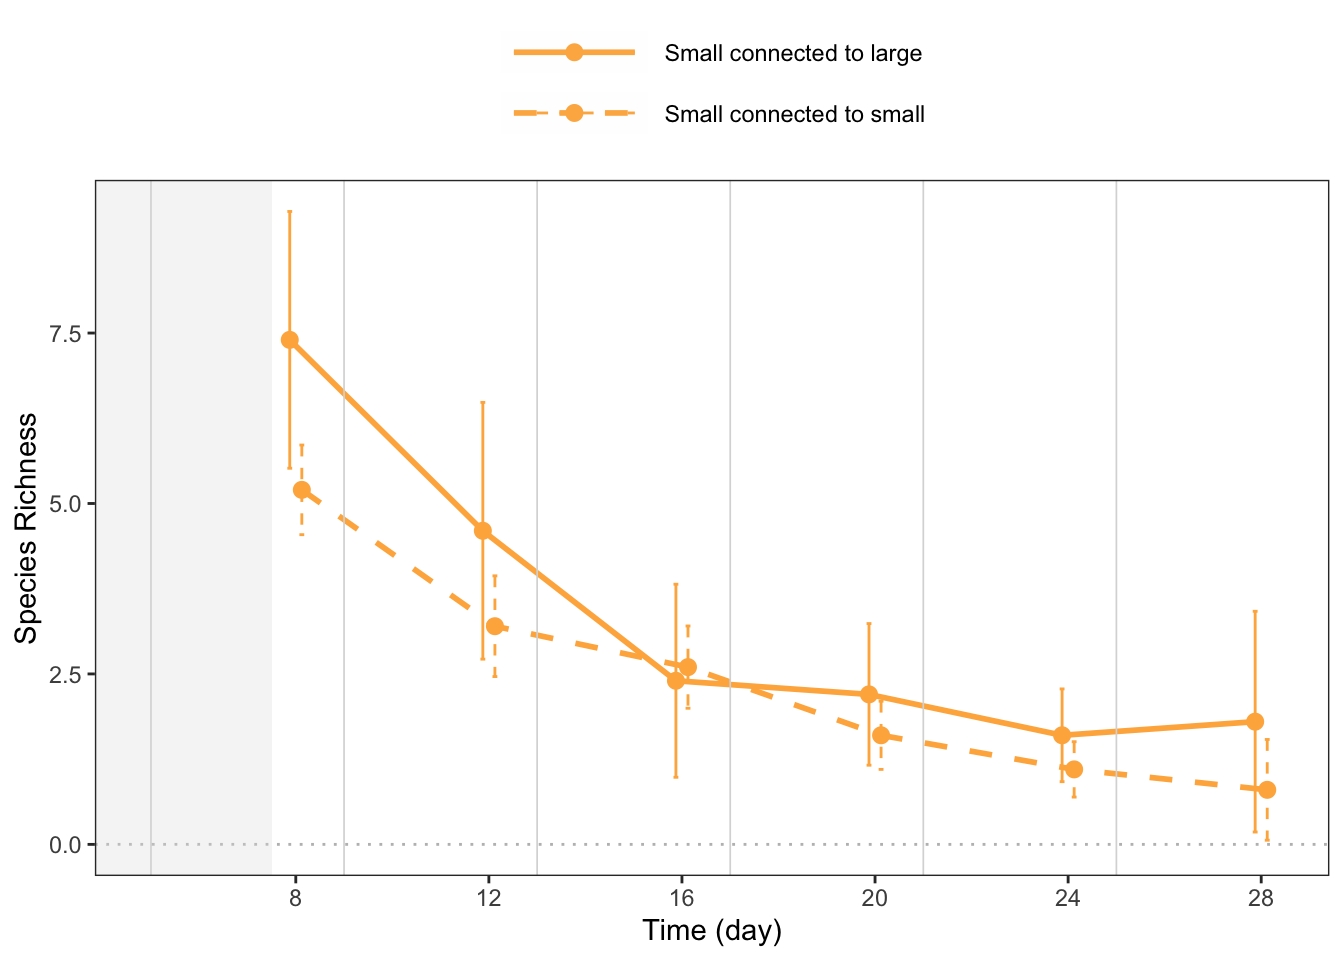 Small connected to large
Small connected to small
Species Richness
7.5
5.0
2.5
0.0
8 12 16 20 24 28
Time (day)